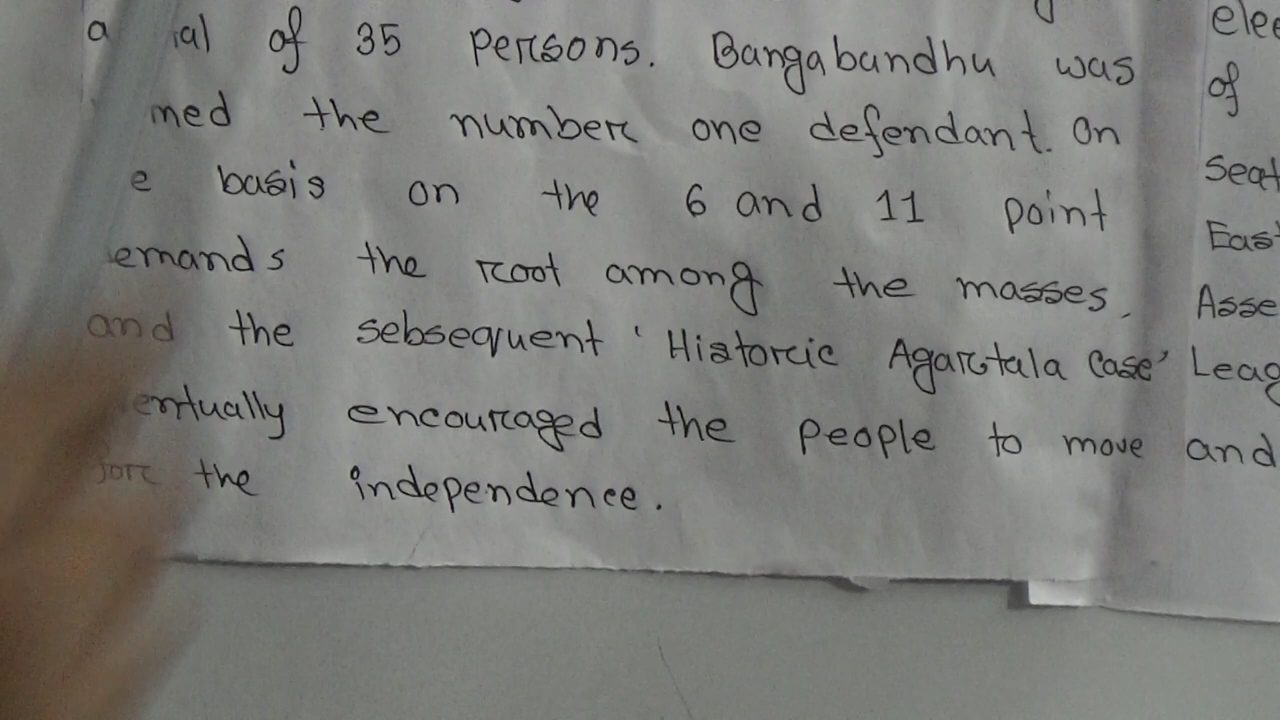 a ial of 35 persons. Bangabandhu was
med the number one defendant. On
e basis on the 6 and 11 point
emands the root among the masses,
and the sebsequent 'Historic Agartala Case'
entually encouraged the people to move
the independence.
elee
of
seat
East
Asse
Leag
and